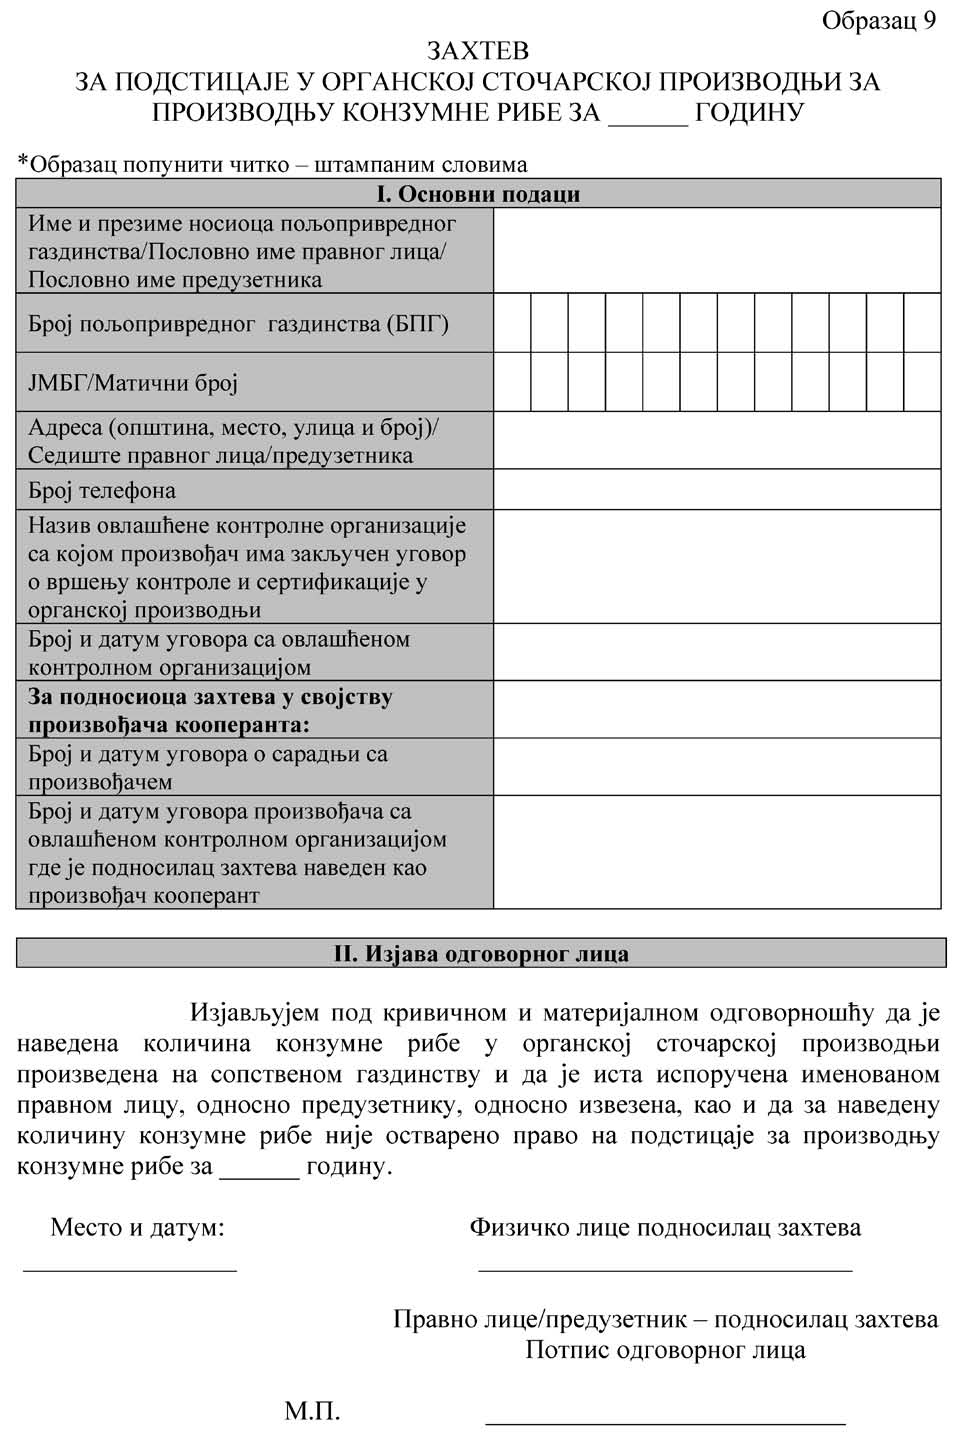 Образац 9
ЗАХТЕВ
ЗА ПОДСТИЦАЈЕ У ОРГАНСКОЈ СТОЧАРСКОЈ ПРОИЗВОДЊИ ЗА
ПРОИЗВОДЊУ КОНЗУМНЕ РИБЕ ЗА ______ ГОДИНУ
*Образац попунити читко – штампаним словима
I. Основни подаци
Име и презиме носиоца пољопривредног
газдинства/Пословно име правног лица/
Пословно име предузетника
Број пољопривредног газдинства (БПГ)
ЈМБГ/Матични број
Адреса (општина, место, улица и број)/
Седиште правног лица/предузетника
Број телефона
Назив овлашћене контролне организације
са којом произвођач има закључен уговор
о вршењу контроле и сертификације у
органској производњи
Број и датум уговора са овлашћеном
контролном организацијом
За подносиоца захтева у својству
произвођача кооперанта:
Број и датум уговора о сарадњи са
произвођачем
Број и датум уговора произвођача са
овлашћеном контролном организацијом
где је подносилац захтева наведен као
произвођач кооперант
II. Изјава одговорног лица
Изјављујем под кривичном и материјалном одговорношћу да је
наведена количина конзумне рибе у органској сточарској производњи
произведена на сопственом газдинству и да је иста испоручена именованом
правном лицу, односно предузетнику, односно извезена, као и да за наведену
количину конзумне рибе није остварено право на подстицаје за производњу
конзумне рибе за ______ годину.
Место и датум: Физичко лице подносилац захтева
Правно лице/предузетник – подносилац захтева
Потпис одговорног лица
М.П.